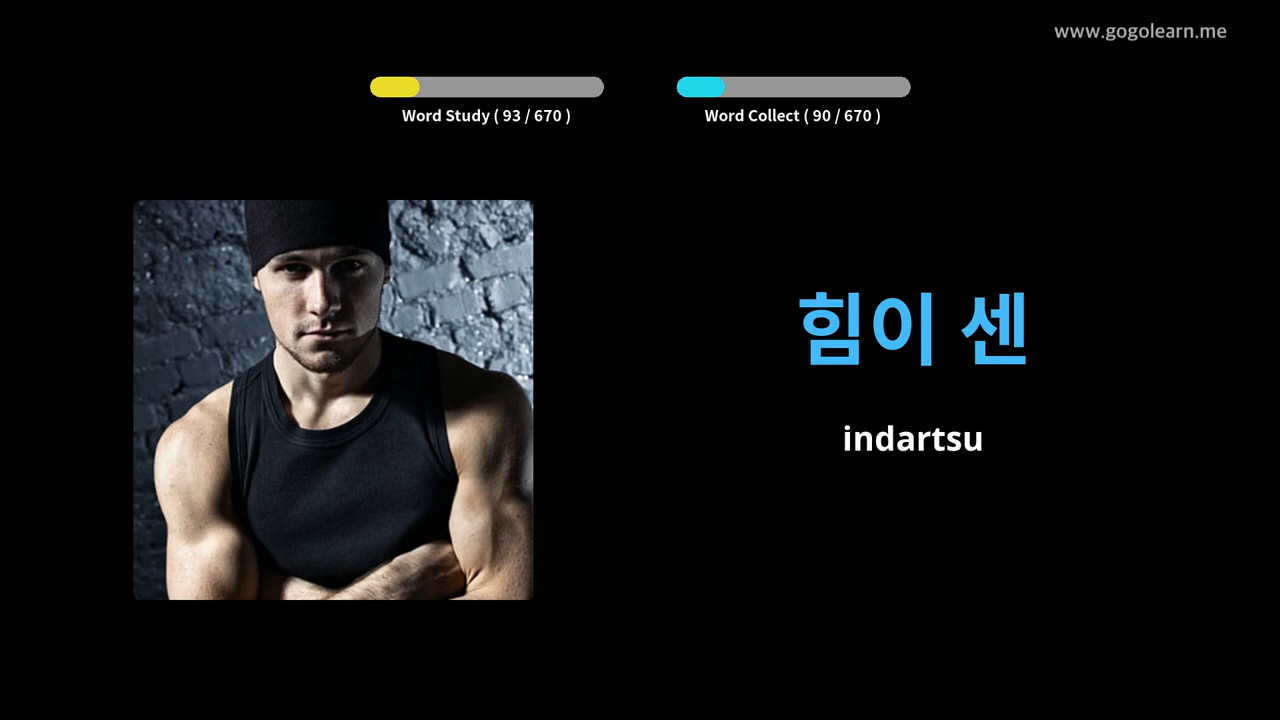 www.gogolearn.me
Word Study ( 93 / 670 )
Word Collect ( 90 / 670 )
힘이 센
indartsu